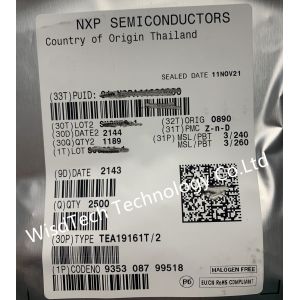 NXP SEMICONDUCTORS
Country of Origin Thailand
SEALED DATE 11NOV21
(33T)PUID:
(30T)LOT2
(30D)DATE2 2144
(30Q)QTY2 1189
(1T)LOT
(32T)ORIG 0890
(31T)PMC Z-n-D
(31P)MSL/PBT 3/240
MSL/PBT 3/260
(9D)DATE 2143
(Q)QTY 2500
(30P)TYPE TEA19161T/2
(1P)CODENO 9353 087 99518
HALOGEN FREE
EU/CN RoHS COMPLIANT
WisdTech Technology Co.,Ltd